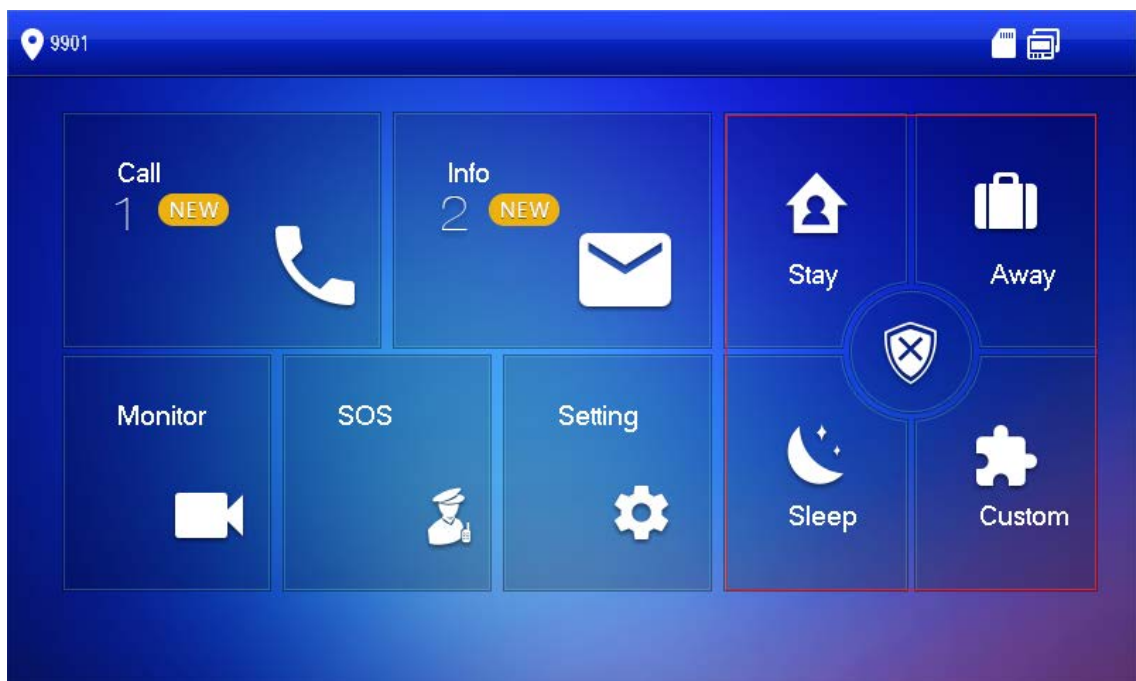 9901
Call
1 NEW
Info
2 NEW
Stay
Away
Monitor
SOS
Setting
Sleep
Custom